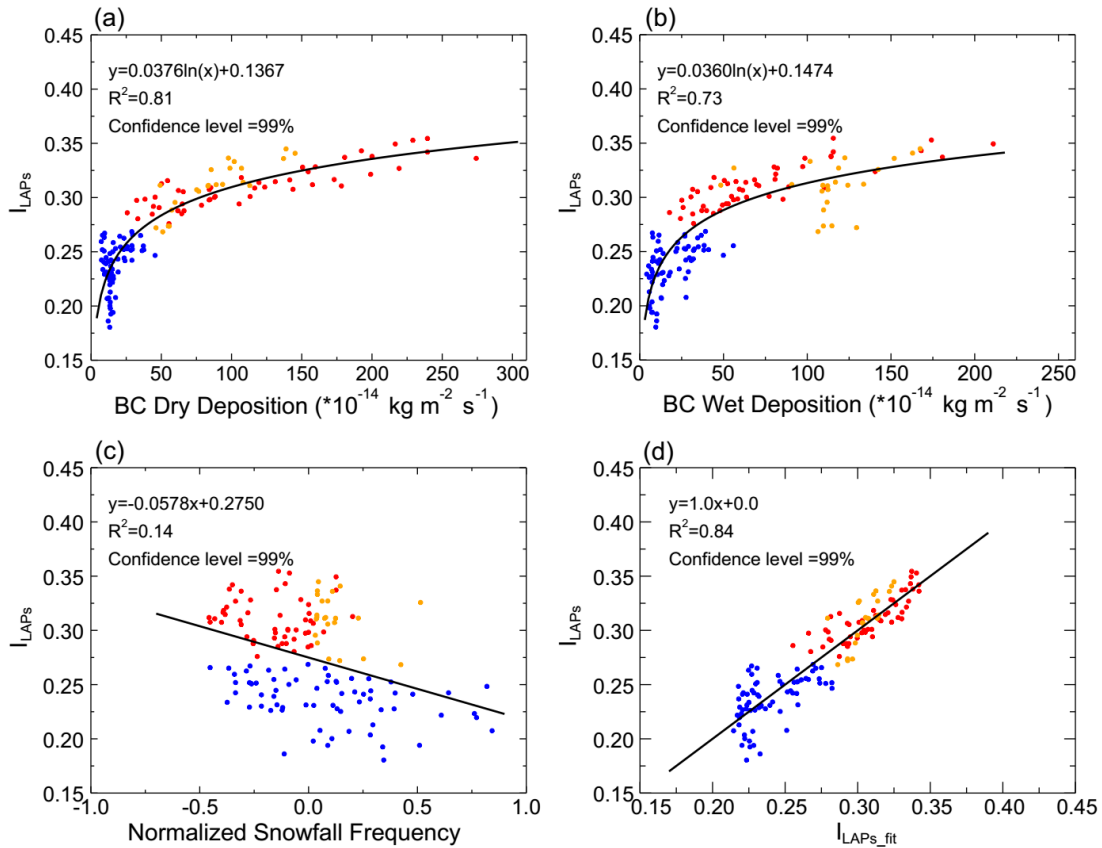 (a)
0.45
0.40
0.35
0.30
0.25
0.20
0.15
I_LAPs
y=0.0376ln(x)+0.1367
R²=0.81
Confidence level =99%
0 50 100 150 200 250 300
BC Dry Deposition (*10⁻¹⁴ kg m⁻² s⁻¹)
(b)
0.45
0.40
0.35
0.30
0.25
0.20
0.15
I_LAPs
y=0.0360ln(x)+0.1474
R²=0.73
Confidence level =99%
0 50 100 150 200 250
BC Wet Deposition (*10⁻¹⁴ kg m⁻² s⁻¹)
(c)
0.45
0.40
0.35
0.30
0.25
0.20
0.15
I_LAPs
y=-0.0578x+0.2750
R²=0.14
Confidence level =99%
-1.0 -0.5 0.0 0.5 1.0
Normalized Snowfall Frequency
(d)
0.45
0.40
0.35
0.30
0.25
0.20
0.15
I_LAPs
y=1.0x+0.0
R²=0.84
Confidence level =99%
0.15 0.20 0.25 0.30 0.35 0.40 0.45
I_LAPs_fit